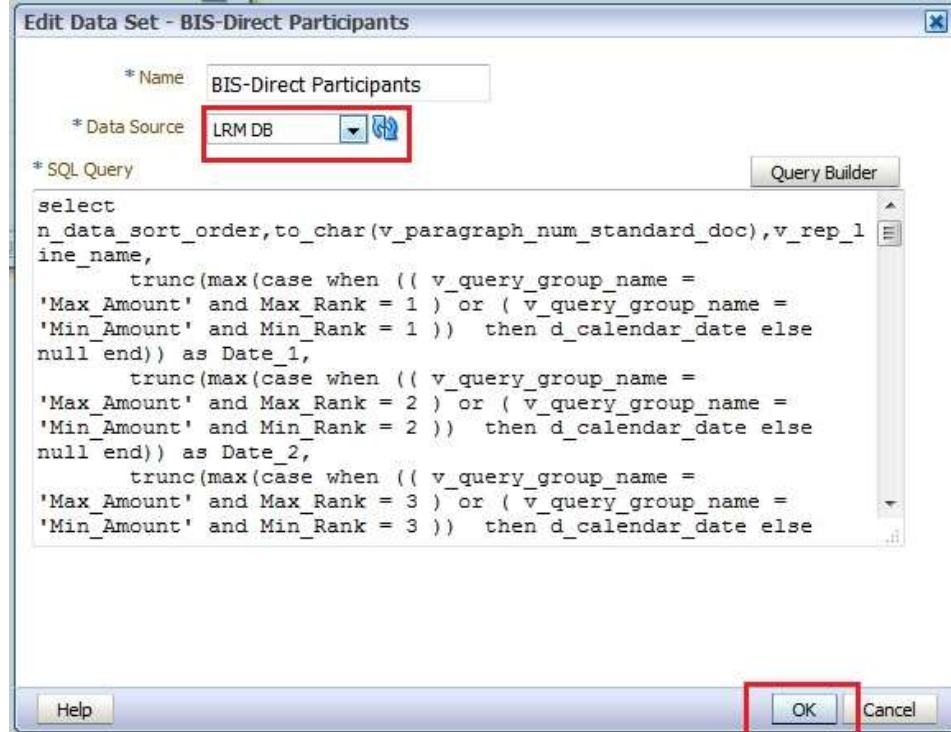 Edit Data Set - BIS-Direct Participants
* Name BIS-Direct Participants
* Data Source LRM DB
* SQL Query Query Builder
select
n_data_sort_order,to_char(v_paragraph_num_standard_doc),v_rep_l
ine_name,
trunc(max(case when (( v_query_group_name =
'Max_Amount' and Max_Rank = 1 ) or ( v_query_group_name =
'Min_Amount' and Min_Rank = 1 ))  then d_calendar_date else
null end)) as Date_1,
trunc(max(case when (( v_query_group_name =
'Max_Amount' and Max_Rank = 2 ) or ( v_query_group_name =
'Min_Amount' and Min_Rank = 2 ))  then d_calendar_date else
null end)) as Date_2,
trunc(max(case when (( v_query_group_name =
'Max_Amount' and Max_Rank = 3 ) or ( v_query_group_name =
'Min_Amount' and Min_Rank = 3 ))  then d_calendar_date else
Help OK Cancel